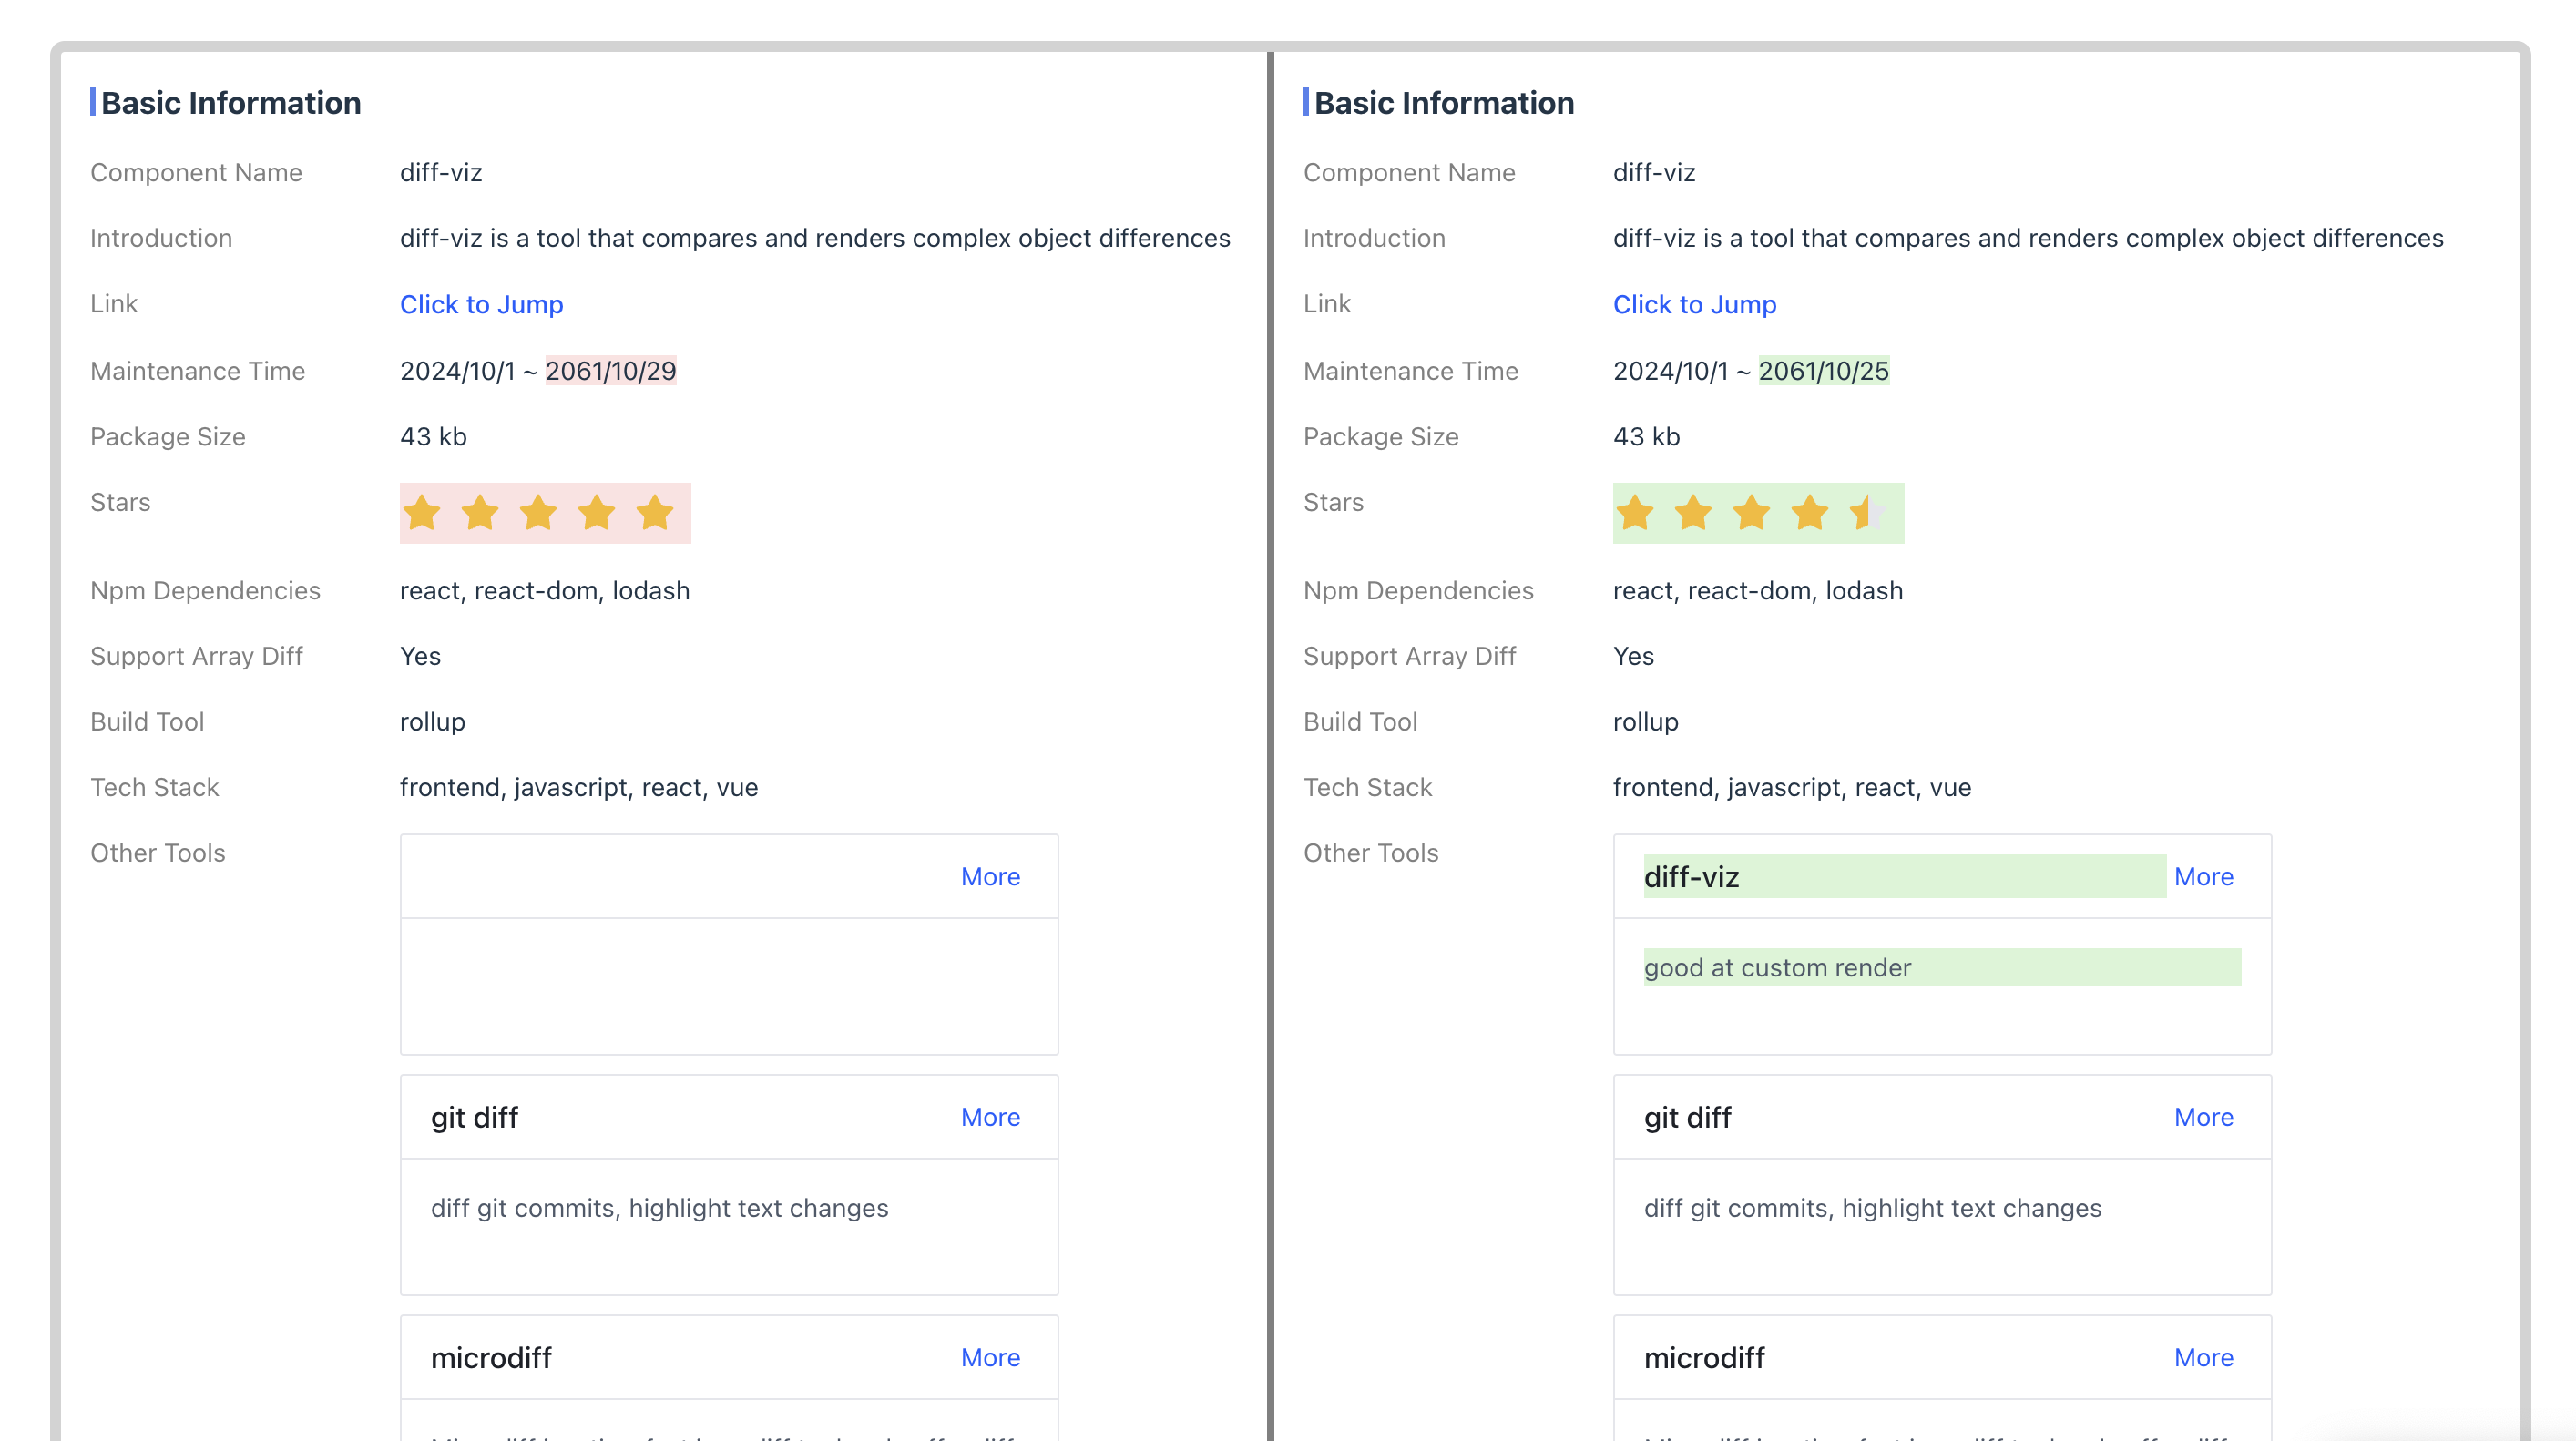 Basic Information
Component Name diff-viz
Introduction diff-viz is a tool that compares and renders complex object differences
Link Click to Jump
Maintenance Time 2024/10/1 ~ 2061/10/29
Package Size 43 kb
Stars
Npm Dependencies react, react-dom, lodash
Support Array Diff Yes
Build Tool rollup
Tech Stack frontend, javascript, react, vue
Other Tools
More
git diff More
diff git commits, highlight text changes
microdiff More
Basic Information
Component Name diff-viz
Introduction diff-viz is a tool that compares and renders complex object differences
Link Click to Jump
Maintenance Time 2024/10/1 ~ 2061/10/25
Package Size 43 kb
Stars
Npm Dependencies react, react-dom, lodash
Support Array Diff Yes
Build Tool rollup
Tech Stack frontend, javascript, react, vue
Other Tools
diff-viz More
good at custom render
git diff More
diff git commits, highlight text changes
microdiff More